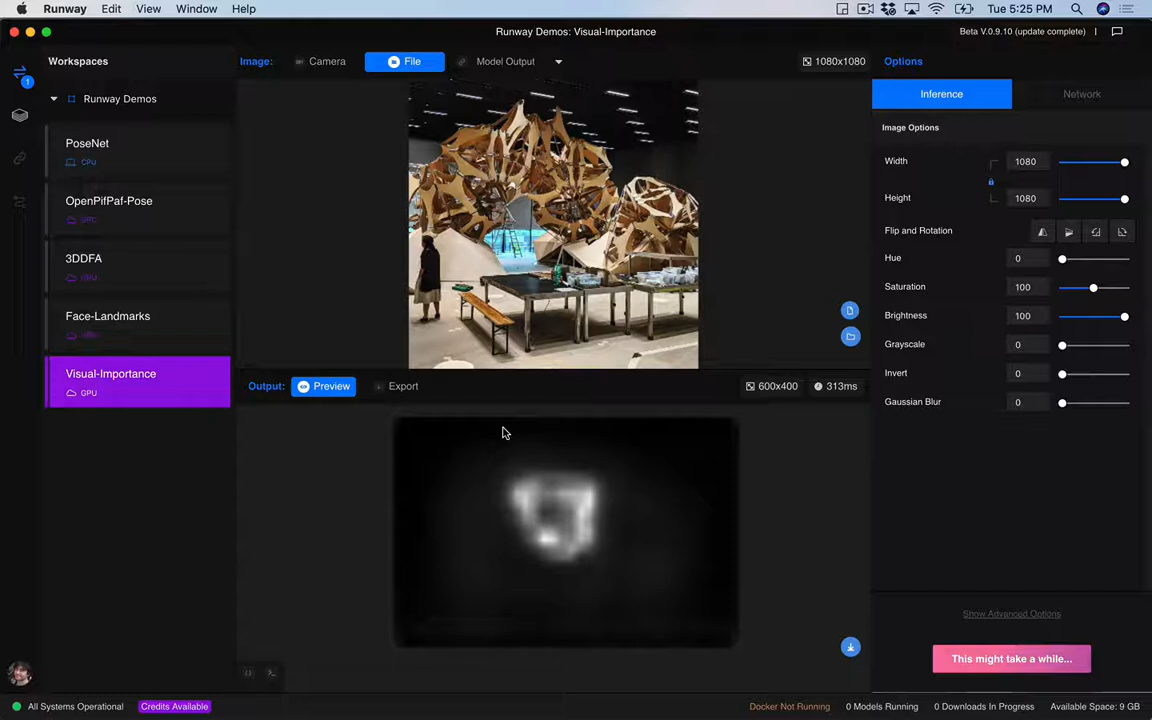 Runway Edit View Window Help
Tue 5:25 PM
Runway Demos: Visual-Importance
Beta V.0.9.10 (update complete)
1
Workspaces
Runway Demos
PoseNet
CPU
OpenPifPaf-Pose
3DDFA
Face-Landmarks
Visual-Importance
GPU
Image: Camera File Model Output 1080x1080
Output: Preview Export 600x400 313ms
Options
Inference Network
Image Options
Width 1080
Height 1080
Flip and Rotation
Hue 0
Saturation 100
Brightness 100
Grayscale 0
Invert 0
Gaussian Blur 0
Show Advanced Options
This might take a while...
All Systems Operational Credits Available Docker Not Running 0 Models Running 0 Downloads In Progress Available Space: 9 GB